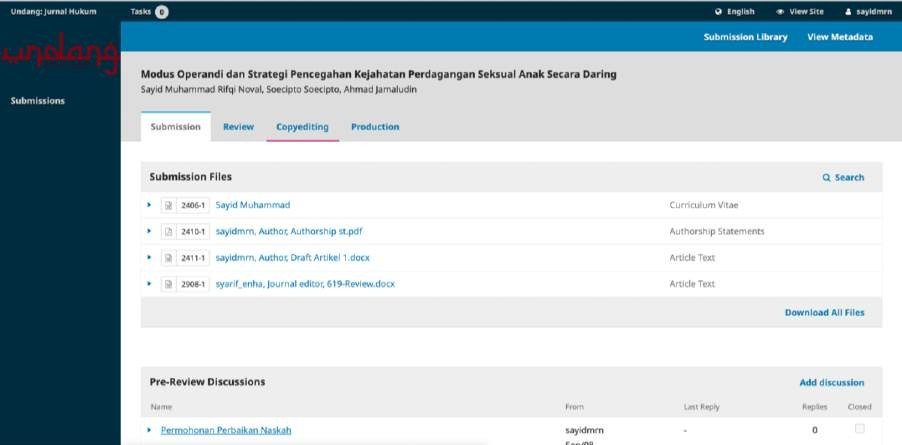 Undang: Jurnal Hukum Tasks 0 English View Site sayidmrn
undang Submission Library View Metadata
Modus Operandi dan Strategi Pencegahan Kejahatan Perdagangan Seksual Anak Secara Daring
Sayid Muhammad Rifqi Noval, Soecipto Soecipto, Ahmad Jamaludin
Submissions
Submission Review Copyediting Production
Submission Files Search
2406-1 Sayid Muhammad Curriculum Vitae
2410-1 sayidmrn, Author, Authorship st.pdf Authorship Statements
2411-1 sayidmrn, Author, Draft Artikel 1.docx Article Text
2908-1 syarif_enha, Journal editor, 619-Review.docx Article Text
Download All Files
Pre-Review Discussions Add discussion
Name From Last Reply Replies Closed
Permohonan Perbaikan Naskah sayidmrn - 0
Sep/08